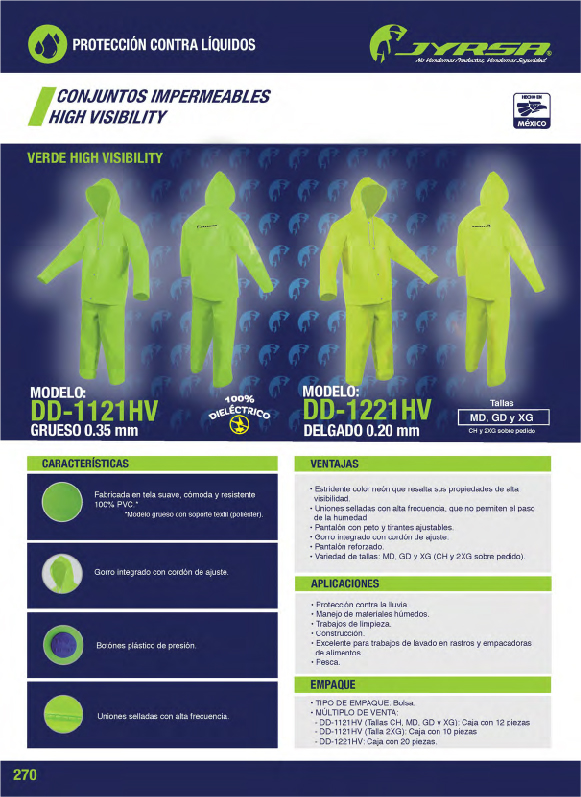 PROTECCIÓN CONTRA LÍQUIDOS
JYRSA®
No Vendemos Productos, Vendemos Seguridad
CONJUNTOS IMPERMEABLES
HIGH VISIBILITY
HECHO EN
MÉXICO
VERDE HIGH VISIBILITY
MODELO:
DD-1121HV
GRUESO 0.35 mm
100%
DIELÉCTRICO
MODELO:
DD-1221HV
DELGADO 0.20 mm
Tallas
MD, GD y XG
CH y 2XG sobre pedido
CARACTERÍSTICAS
Fabricada en tela suave, cómoda y resistente
100% PVC.*
*Modelo grueso con soporte textil (poliéster).
Gorro integrado con cordón de ajuste.
Botónes plástico de presión.
Uniones selladas con alta frecuencia.
VENTAJAS
• Estridente color neón que resalta sus propiedades de alta
visibilidad.
• Uniones selladas con alta frecuencia, que no permiten el paso
de la humedad
• Pantalón con peto y tirantes ajustables.
• Gorro integrado con cordón de ajuste.
• Pantalón reforzado.
• Variedad de tallas: MD, GD y XG (CH y 2XG sobre pedido).
APLICACIONES
• Protección contra la lluvia.
• Manejo de materiales húmedos.
• Trabajos de limpieza.
• Construcción.
• Excelente para trabajos de lavado en rastros y empacadoras
de alimentos.
• Pesca.
EMPAQUE
• TIPO DE EMPAQUE: Bolsa.
• MÚLTIPLO DE VENTA:
- DD-1121HV (Tallas CH, MD, GD y XG): Caja con 12 piezas
- DD-1121HV (Talla 2XG): Caja con 10 piezas
- DD-1221HV: Caja con 20 piezas.
270